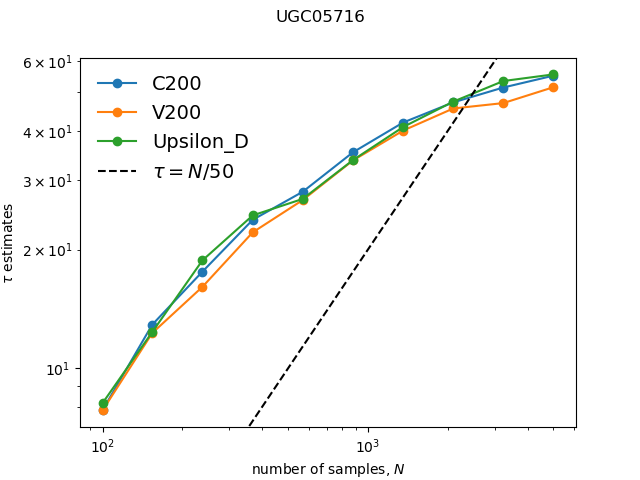 UGC05716
C200
V200
Upsilon_D
τ = N/50
6 × 10¹
4 × 10¹
3 × 10¹
2 × 10¹
10¹
τ estimates
10² 10³
number of samples, N